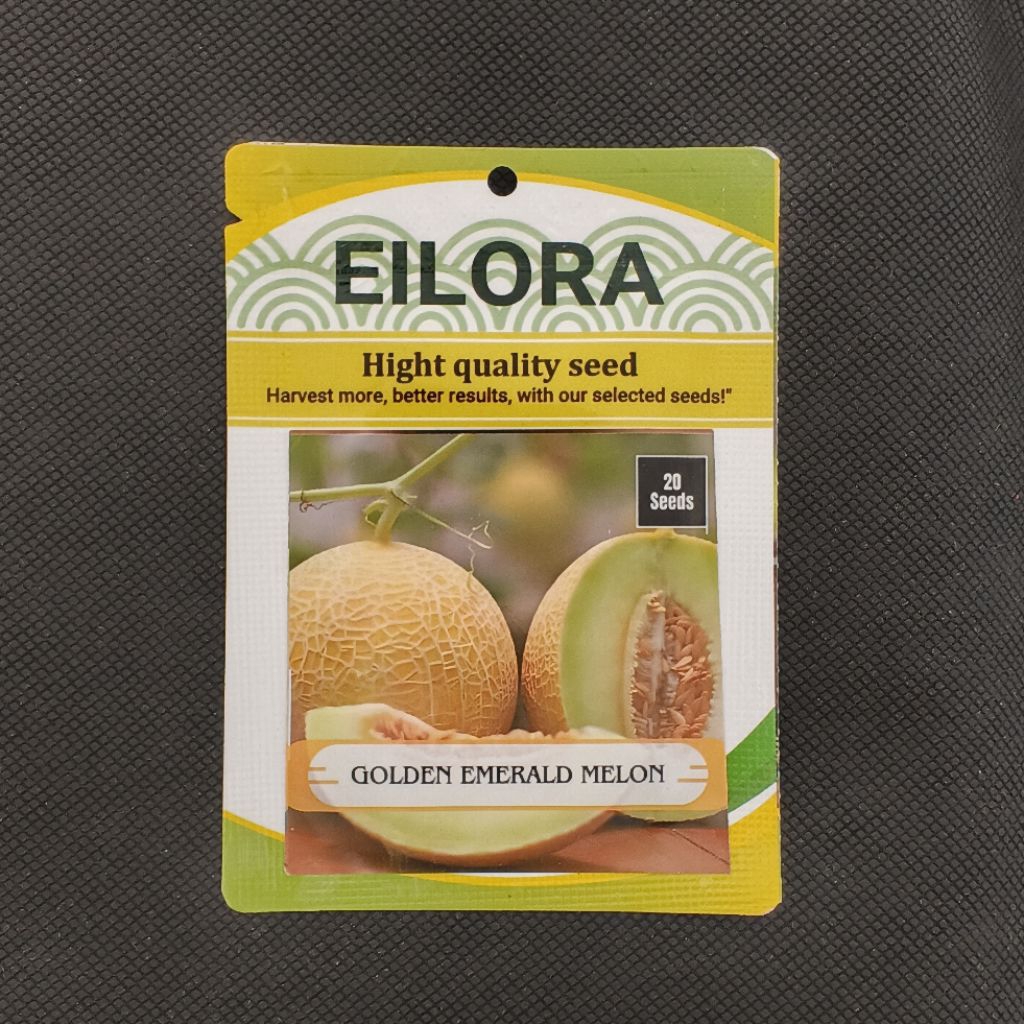 EILORA
Hight quality seed
Harvest more, better results, with our selected seeds!"
20
Seeds
GOLDEN EMERALD MELON